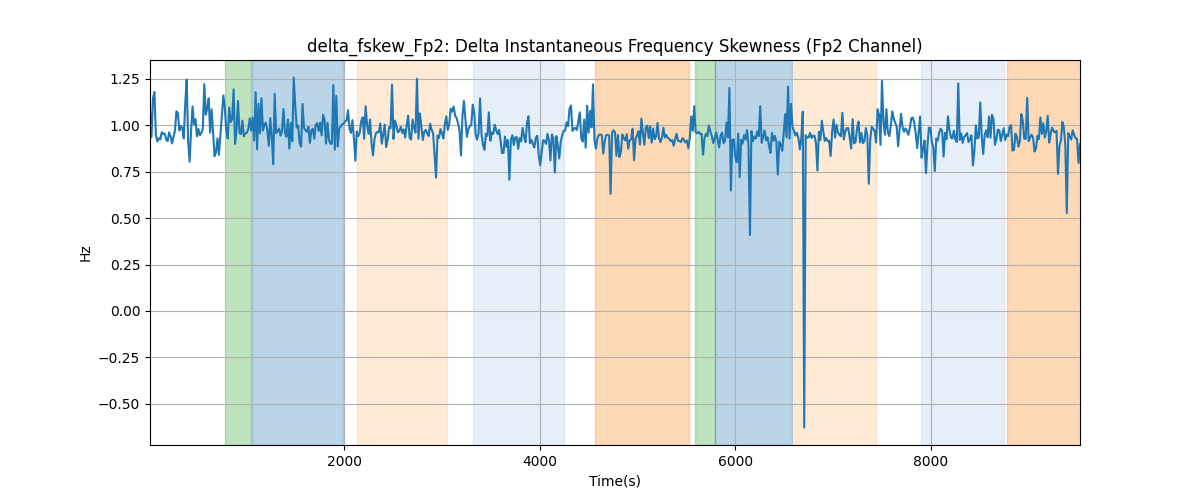 delta_fskew_Fp2: Delta Instantaneous Frequency Skewness (Fp2 Channel)
Hz
1.25
1.00
0.75
0.50
0.25
0.00
−0.25
−0.50
2000 4000 6000 8000
Time(s)